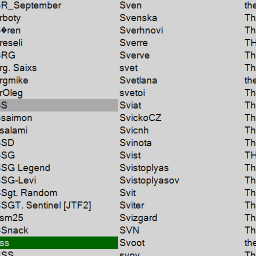 R_September Sven the
rboty Svenska Th
�ren Sverhnovi Th
reseli Sverre TH
RG Sverve Th
rg. Saixs svet Th
rgmike Svetlana the
rOleg svetoi Th
S Sviat Th
Ssaimon SvickoCZ Th
salami Svicnh Th
SD Svinota Th
SG Svist TH
SG Legend Svistoplyas Th
SG-Levi Svistoplyasov Th
Sgt. Random Svit Th
SGT. Sentinel [JTF2] Sviter Th
sm25 Svizgard Th
Snack SVN Th
ss Svoot the
SS svov Th